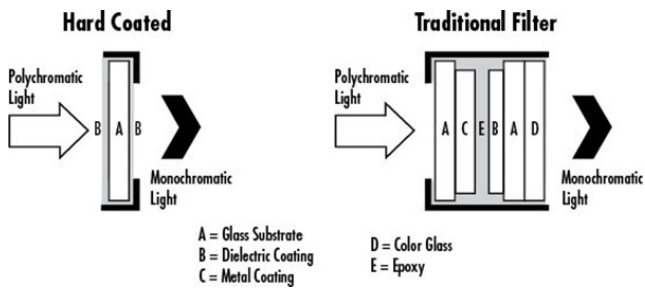 Hard Coated
Polychromatic
Light
B A B
Monochromatic
Light
Traditional Filter
Polychromatic
Light
A C E B A D
Monochromatic
Light
A = Glass Substrate
B = Dielectric Coating
C = Metal Coating
D = Color Glass
E = Epoxy